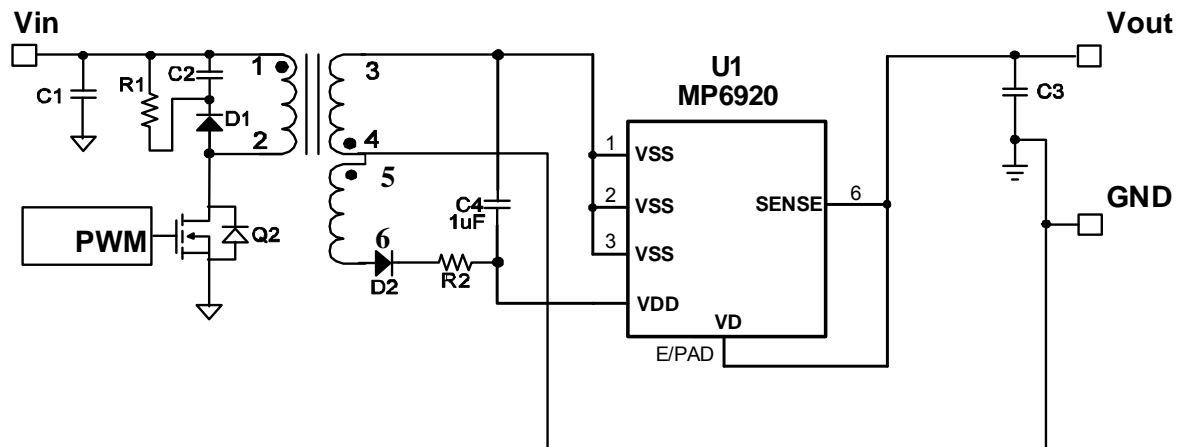 Vin
Vout
1
3
C2
R1
C1
D1
2
4
5
U1
MP6920
C3
1
VSS
2
VSS
SENSE
6
C4
1uF
GND
PWM
Q2
3
VSS
6
D2
R2
VDD
VD
E/PAD